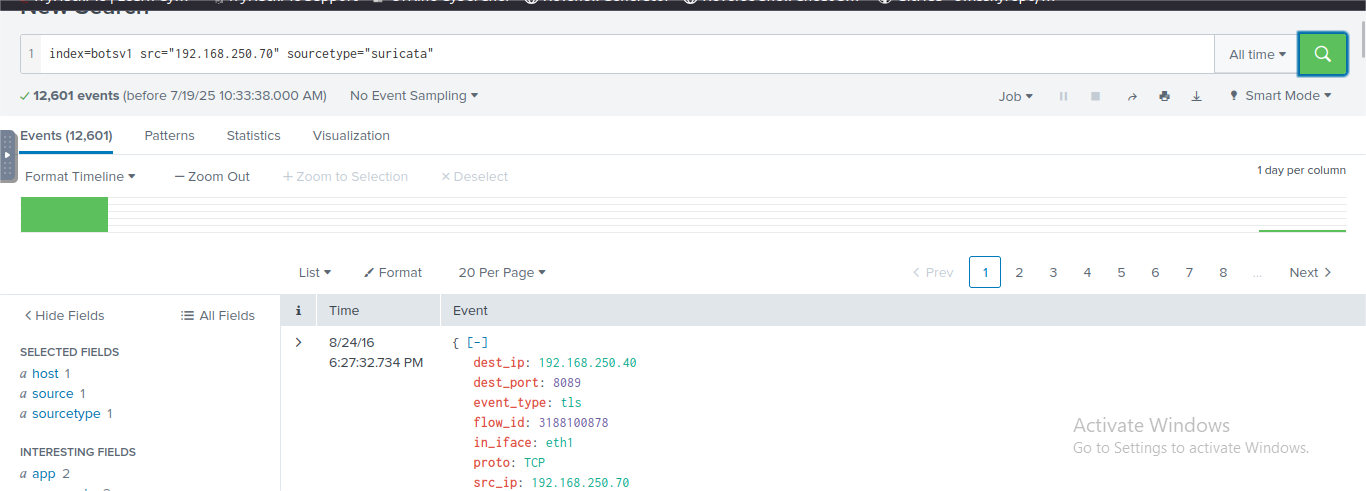 New Search
1 index=botsv1 src="192.168.250.70" sourcetype="suricata"
All time
12,601 events (before 7/19/25 10:33:38.000 AM) No Event Sampling
Job
Smart Mode
Events (12,601) Patterns Statistics Visualization
Format Timeline — Zoom Out + Zoom to Selection × Deselect
1 day per column
List Format 20 Per Page
< Prev 1 2 3 4 5 6 7 8 ... Next >
< Hide Fields All Fields
i Time Event
SELECTED FIELDS
a host 1
a source 1
a sourcetype 1
INTERESTING FIELDS
a app 2
> 8/24/16
6:27:32.734 PM
{ [-]
dest_ip: 192.168.250.40
dest_port: 8089
event_type: tls
flow_id: 3188100878
in_iface: eth1
proto: TCP
src_ip: 192.168.250.70
Activate Windows
Go to Settings to activate Windows.